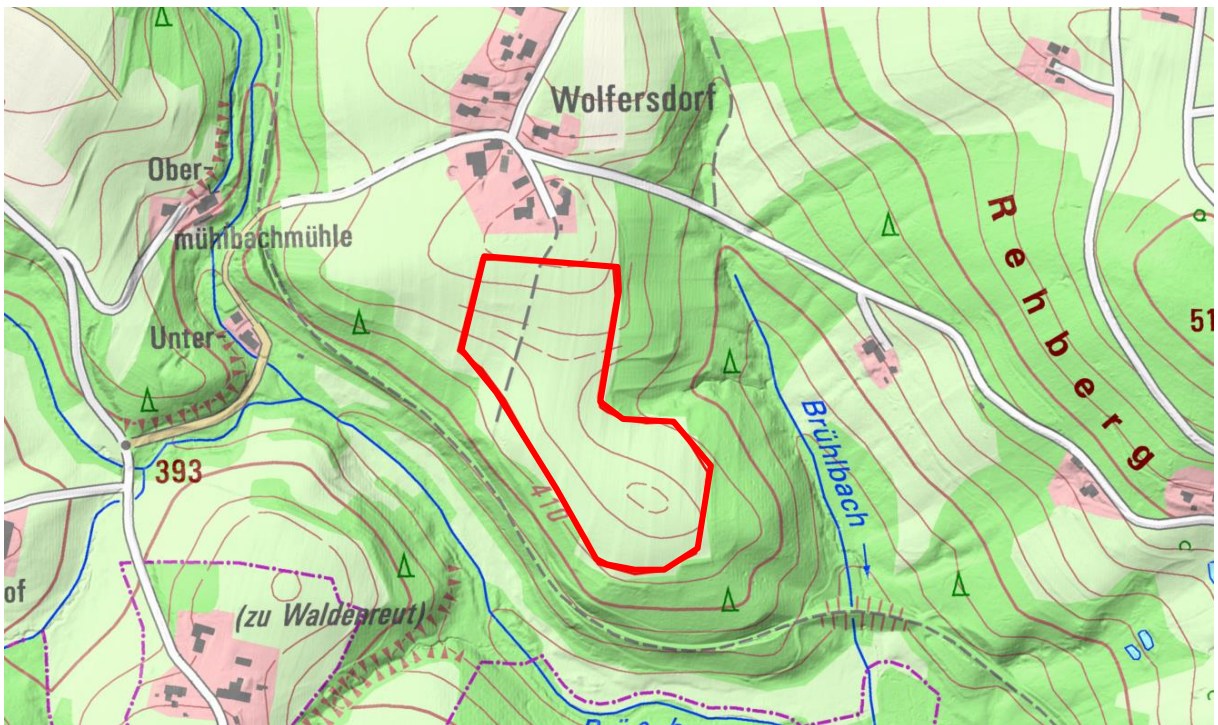 Wolfersdorf
Ober-
mühlbachmühle
Unter-
Rehberg
51
393
Brühlbach
410
of
(zu Waldenreut)